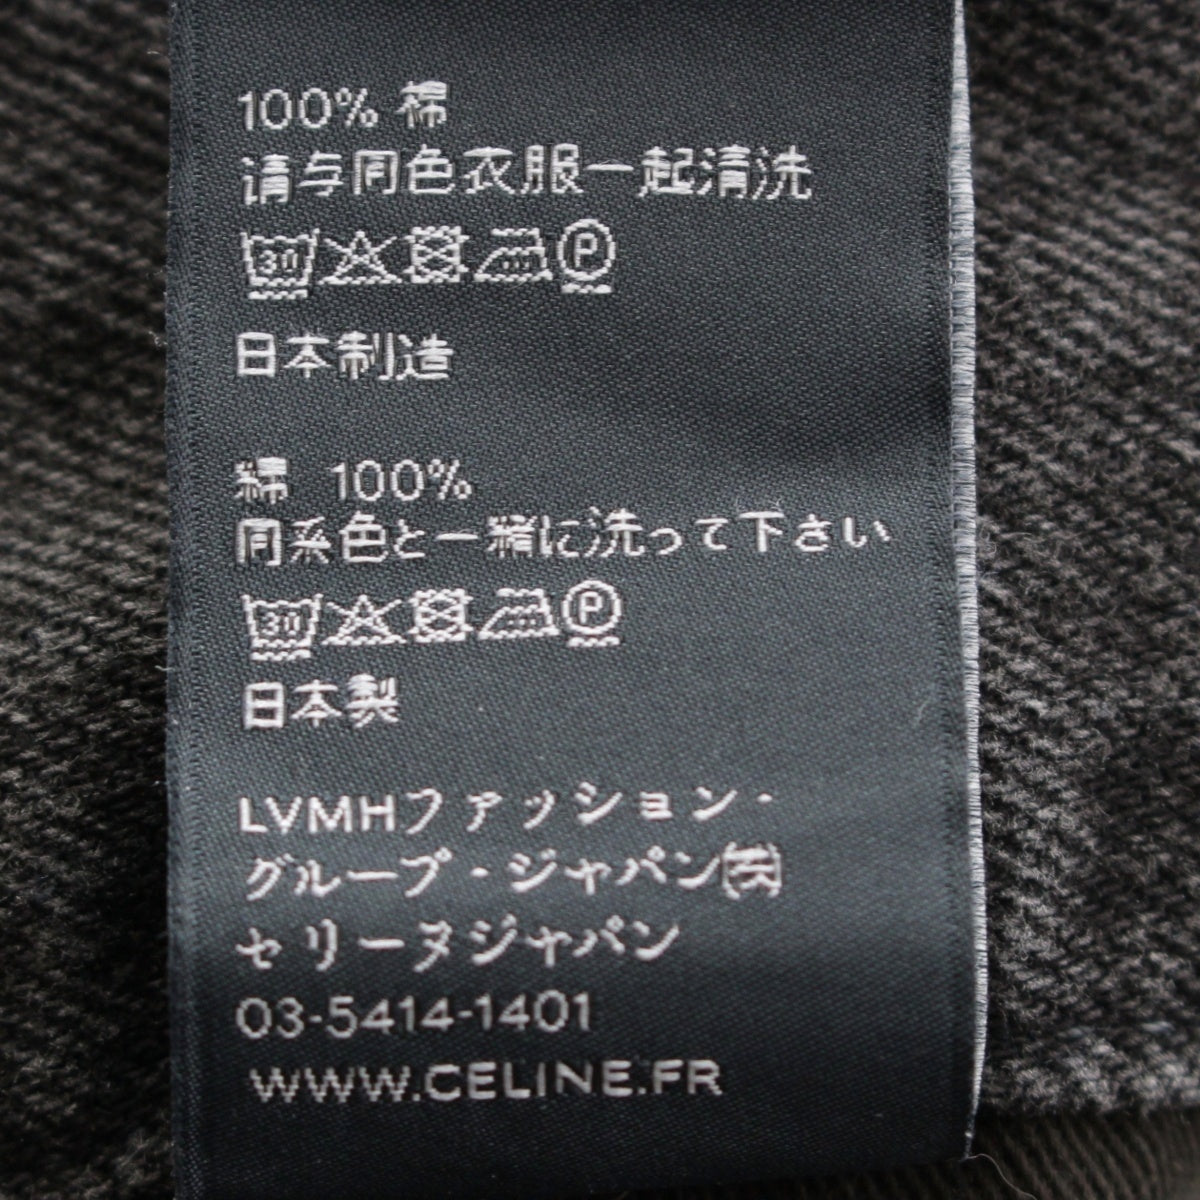 100% 棉
请与同色衣服一起清洗
30 P
日本制造
綿 100%
同系色と一緒に洗って下さい
30 P
日本製
LVMHファッション・
グループ・ジャパン㈱
セリーヌジャパン
03-5414-1401
WWW.CELINE.FR